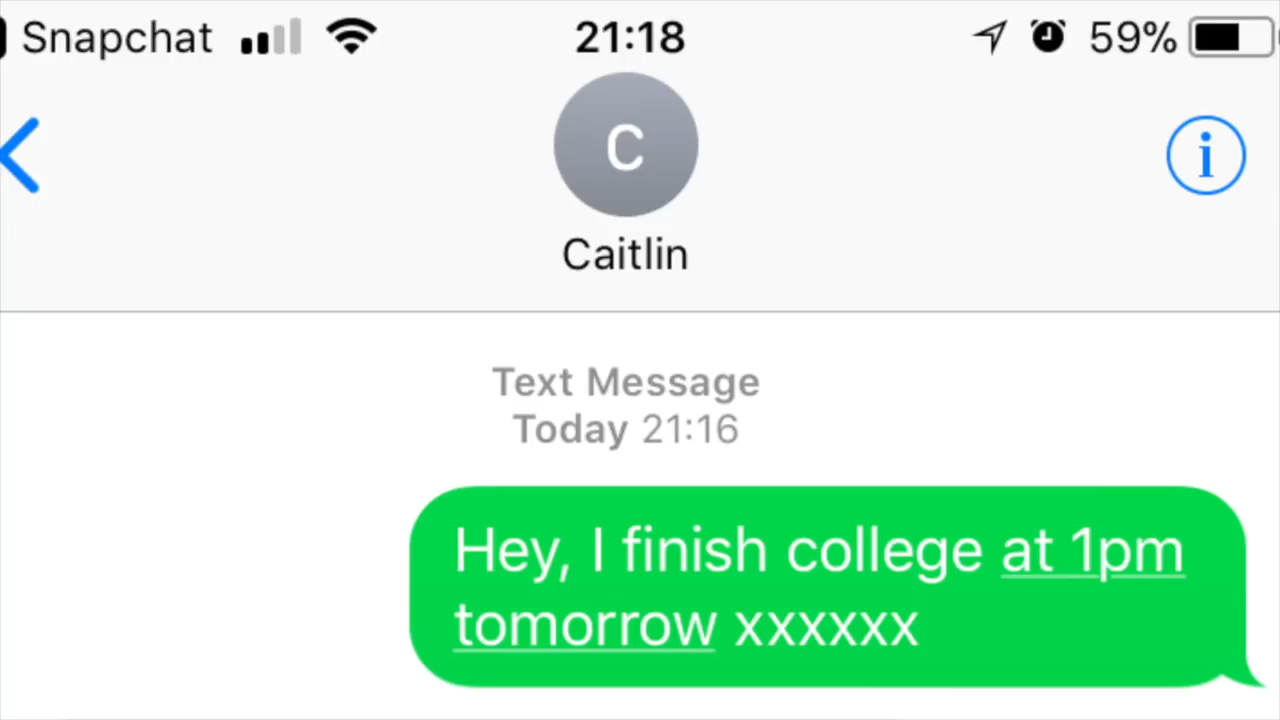 Snapchat 21:18 59%
C
i
Caitlin
Text Message
Today 21:16
Hey, I finish college at 1pm
tomorrow xxxxxx